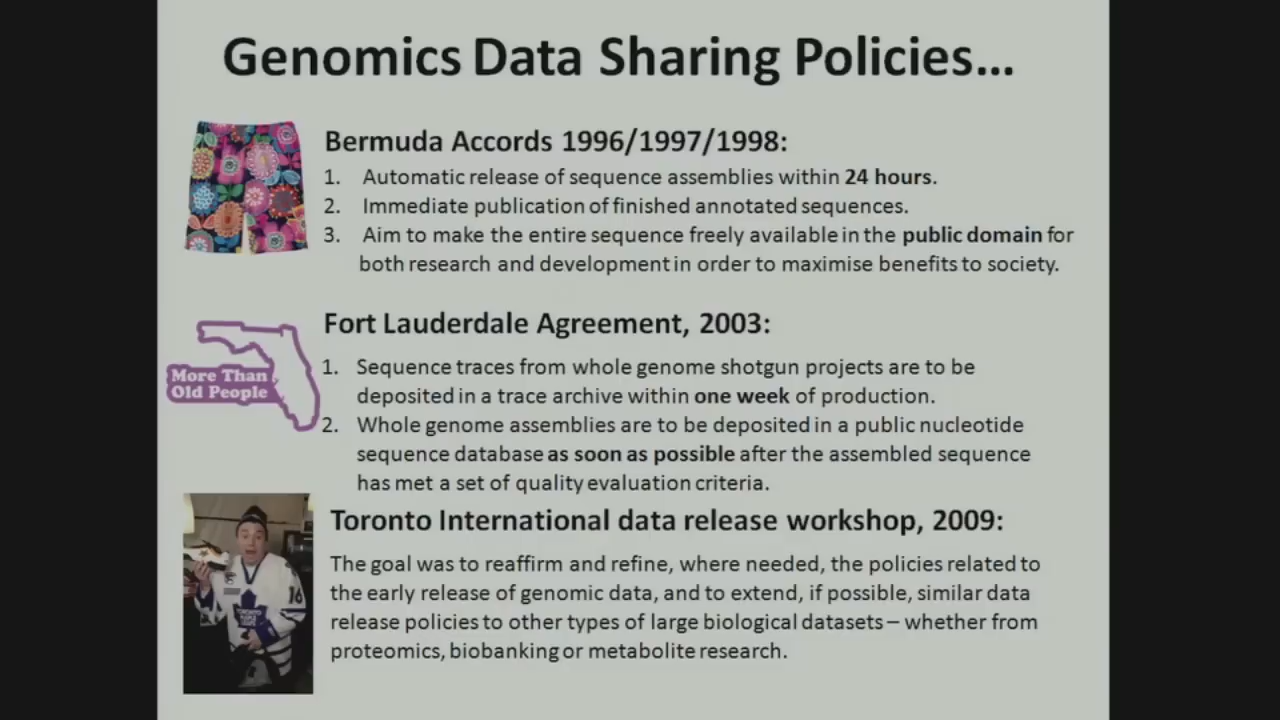 Genomics Data Sharing Policies...
Bermuda Accords 1996/1997/1998:
1. Automatic release of sequence assemblies within 24 hours.
2. Immediate publication of finished annotated sequences.
3. Aim to make the entire sequence freely available in the public domain for
both research and development in order to maximise benefits to society.
Fort Lauderdale Agreement, 2003:
1. Sequence traces from whole genome shotgun projects are to be
deposited in a trace archive within one week of production.
2. Whole genome assemblies are to be deposited in a public nucleotide
sequence database as soon as possible after the assembled sequence
has met a set of quality evaluation criteria.
More Than
Old People
Toronto International data release workshop, 2009:
The goal was to reaffirm and refine, where needed, the policies related to
the early release of genomic data, and to extend, if possible, similar data
release policies to other types of large biological datasets – whether from
proteomics, biobanking or metabolite research.
16
TORONTO